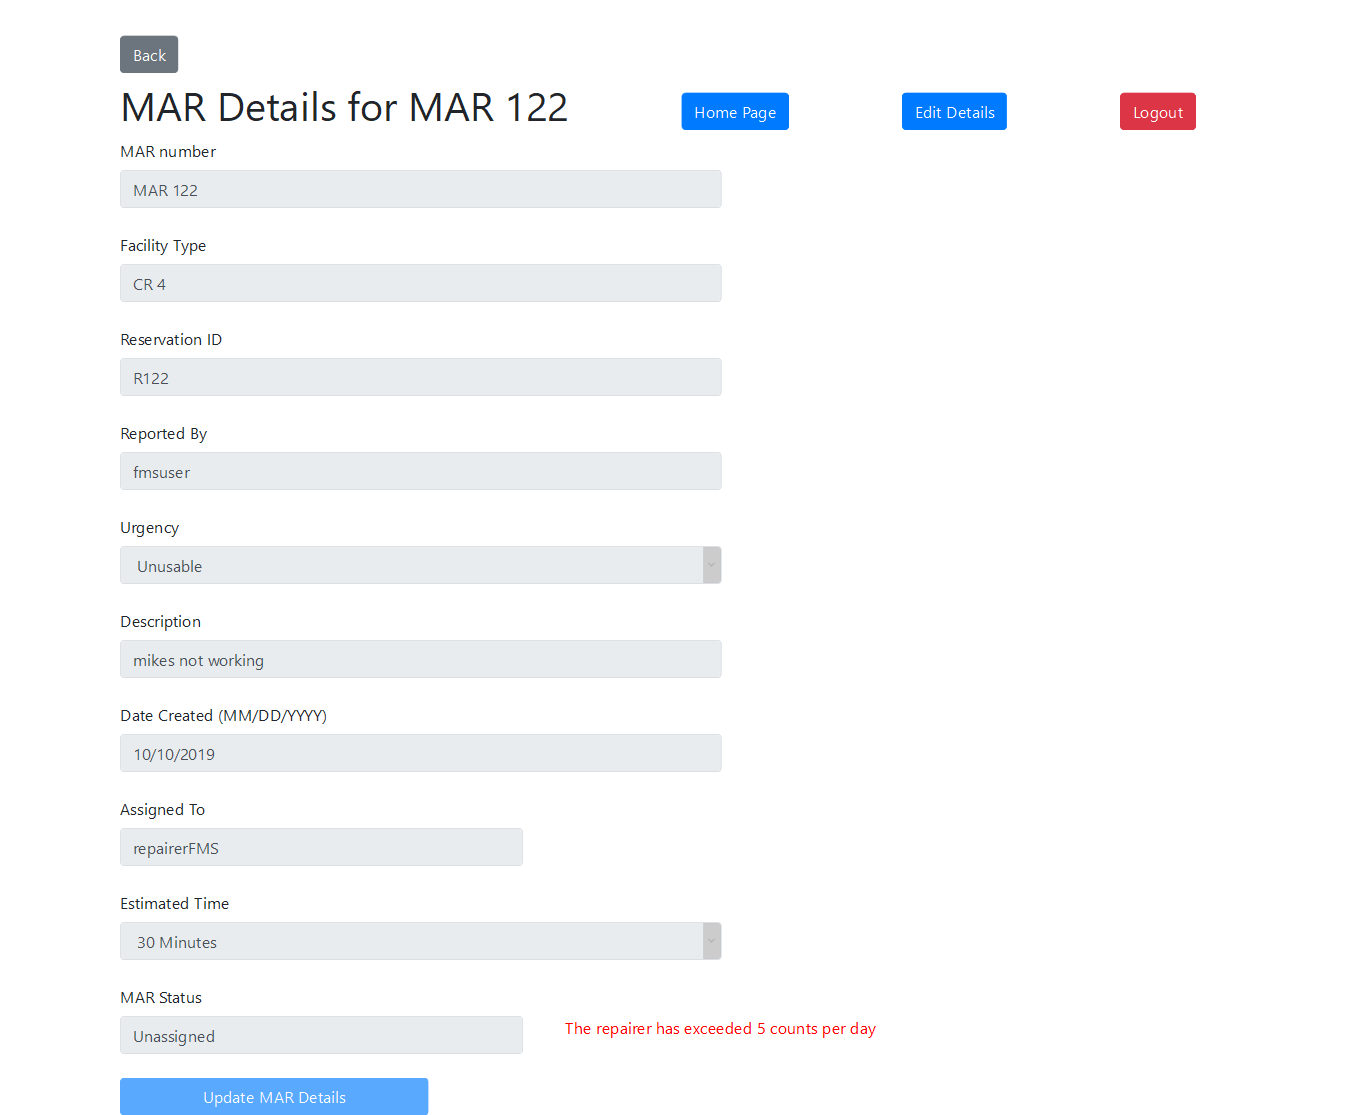 Back
MAR Details for MAR 122
Home Page
Edit Details
Logout
MAR number
MAR 122
Facility Type
CR 4
Reservation ID
R122
Reported By
fmsuser
Urgency
Unusable
Description
mikes not working
Date Created (MM/DD/YYYY)
10/10/2019
Assigned To
repairerFMS
Estimated Time
30 Minutes
MAR Status
Unassigned
The repairer has exceeded 5 counts per day
Update MAR Details